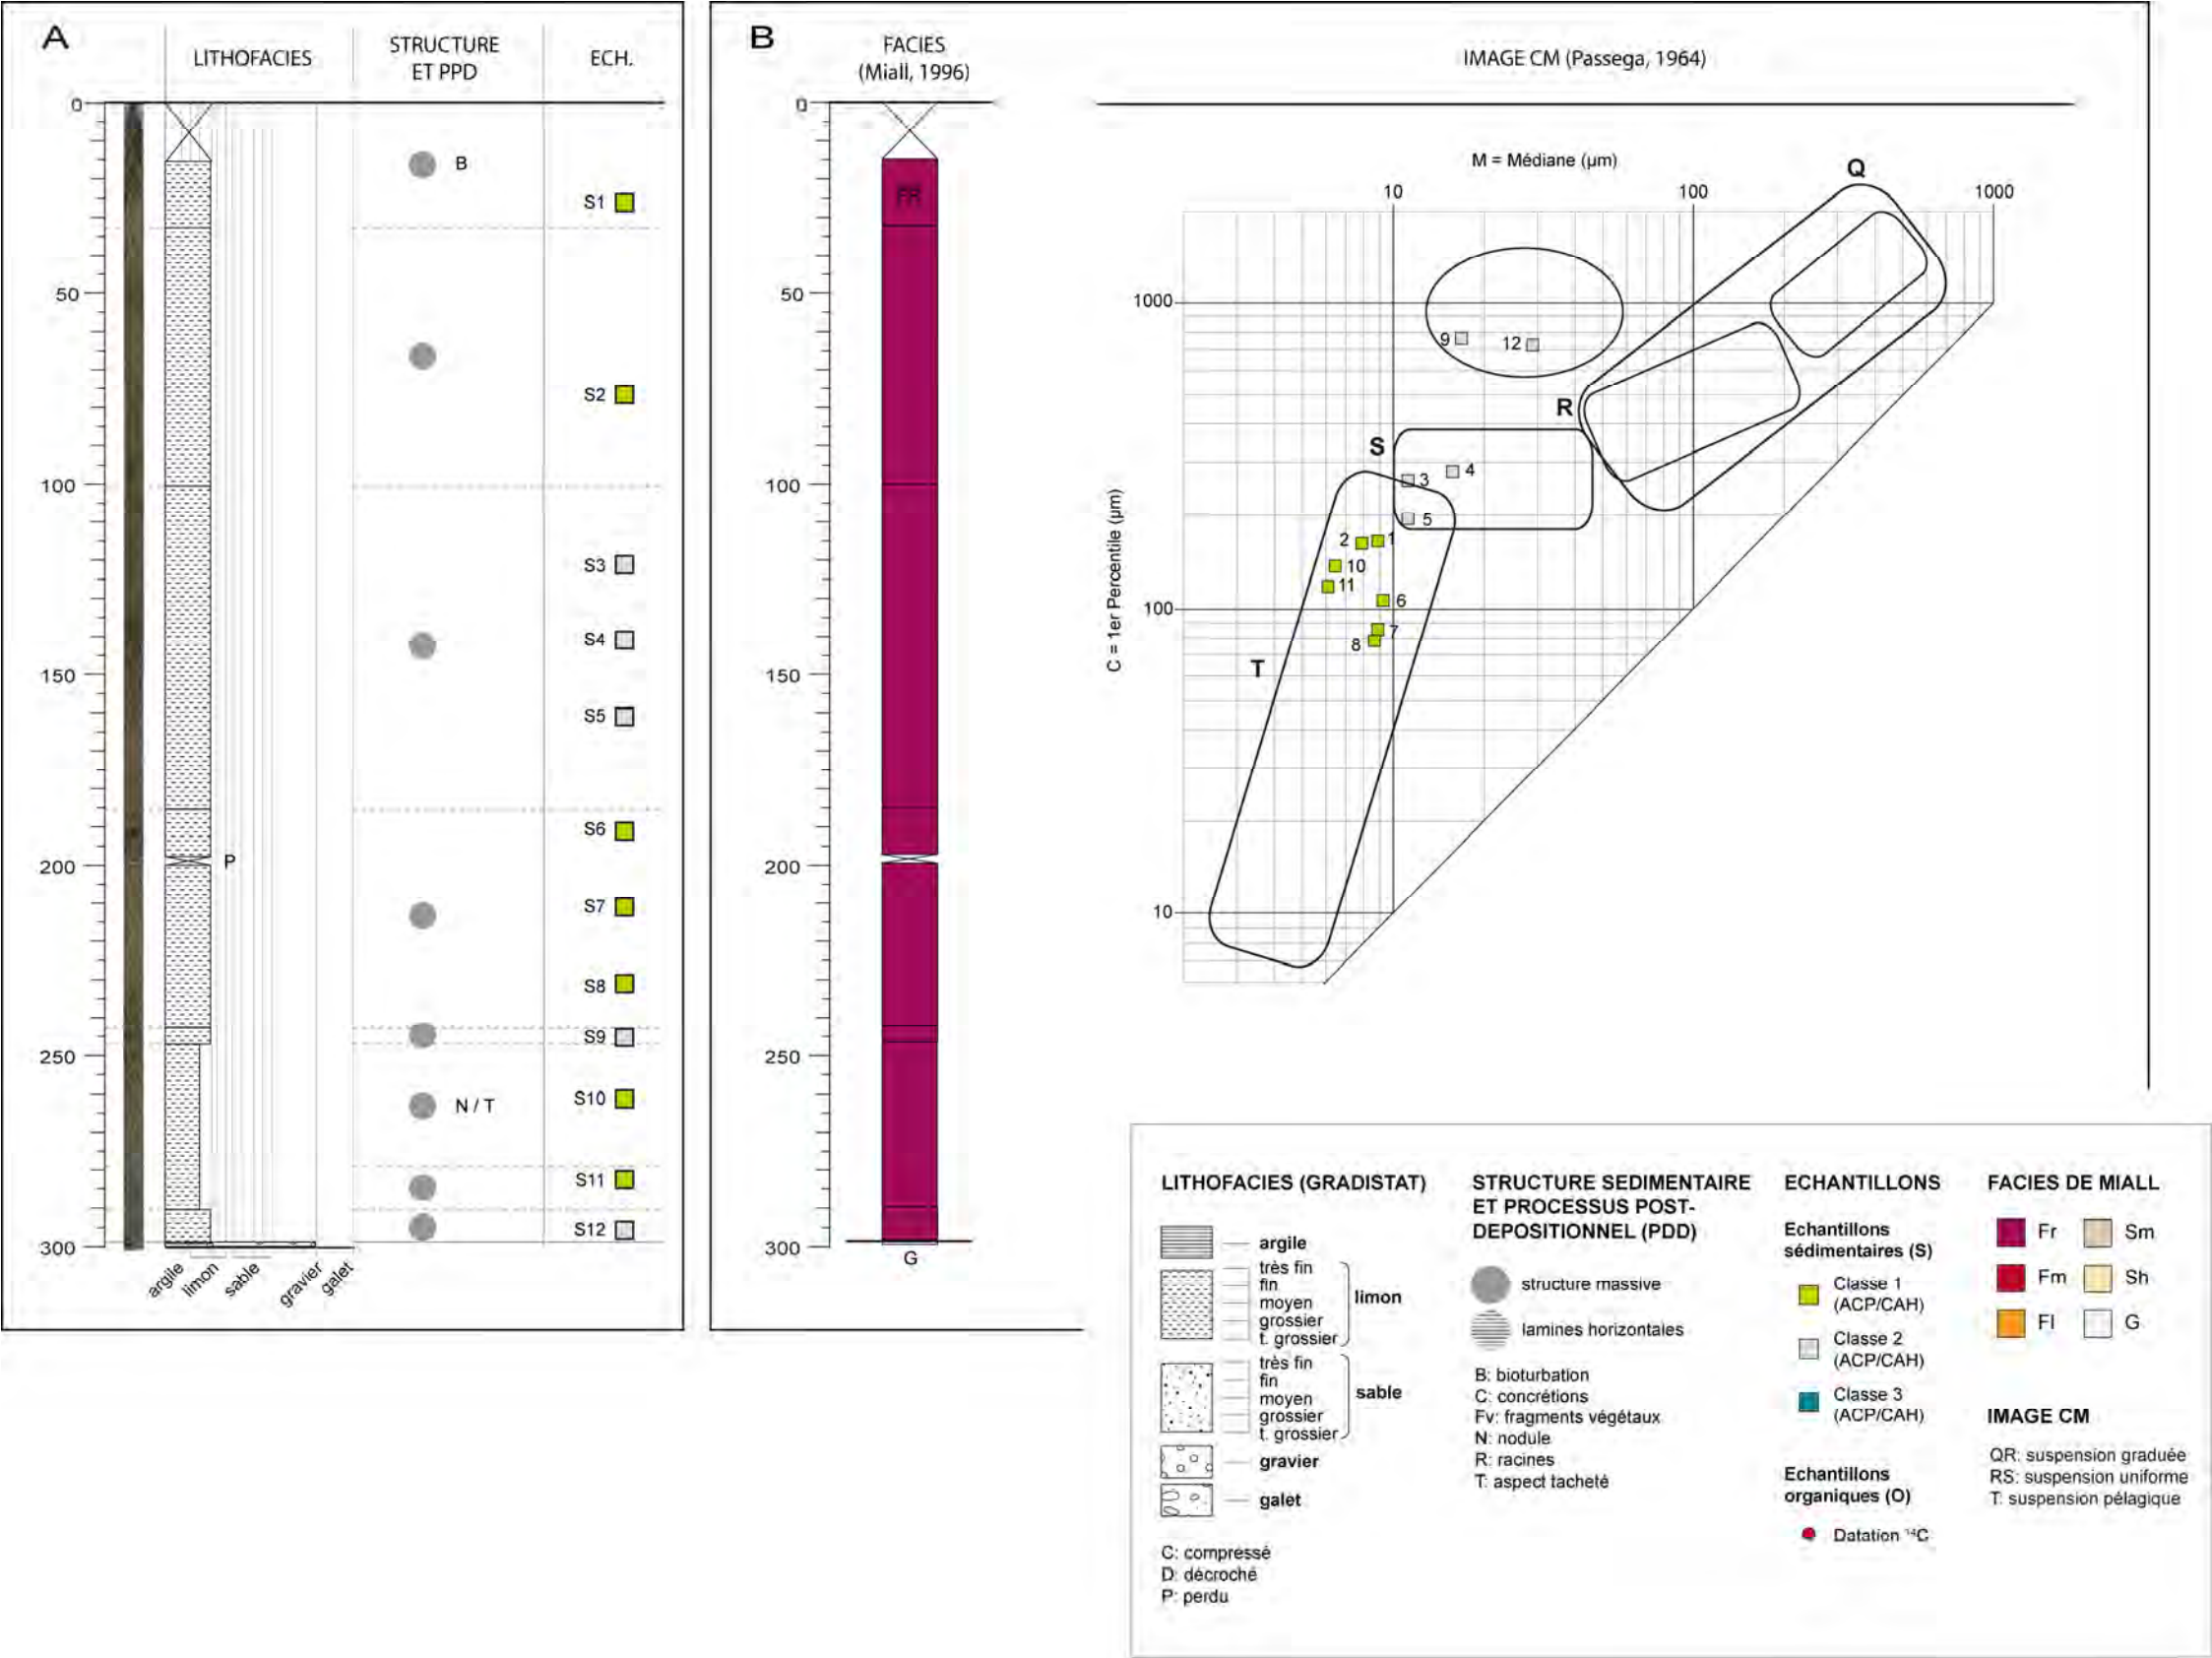 A
LITHOFACIES
STRUCTURE
ET PPD
ECH.
0
B
S1
50
S2
100
S3
S4
150
S5
S6
P
200
S7
S8
S9
250
S10
N / T
S11
S12
300
argile
limon
sable
gravier
galet
B
FACIES
(Miall, 1996)
0
FR
50
100
150
200
250
300
G
IMAGE CM (Passega, 1964)
M = Médiane (µm)
10
100
1000
Q
1000
9
12
R
S
3
4
5
2
1
10
11
100
6
7
8
T
10
C = 1er Percentile (µm)
LITHOFACIES (GRADISTAT)
argile
très fin
fin
moyen
grossier
t. grossier
limon
très fin
fin
moyen
grossier
t. grossier
sable
gravier
galet
C: compressé
D: décroché
P: perdu
STRUCTURE SEDIMENTAIRE
ET PROCESSUS POST-
DEPOSITIONNEL (PDD)
structure massive
lamines horizontales
B: bioturbation
C: concrétions
Fv: fragments végétaux
N: nodule
R: racines
T: aspect tacheté
ECHANTILLONS
Echantillons
sédimentaires (S)
Classe 1
(ACP/CAH)
Classe 2
(ACP/CAH)
Classe 3
(ACP/CAH)
Echantillons
organiques (O)
Datation ¹⁴C
FACIES DE MIALL
Fr
Sm
Fm
Sh
Fl
G
IMAGE CM
QR: suspension graduée
RS: suspension uniforme
T: suspension pélagique